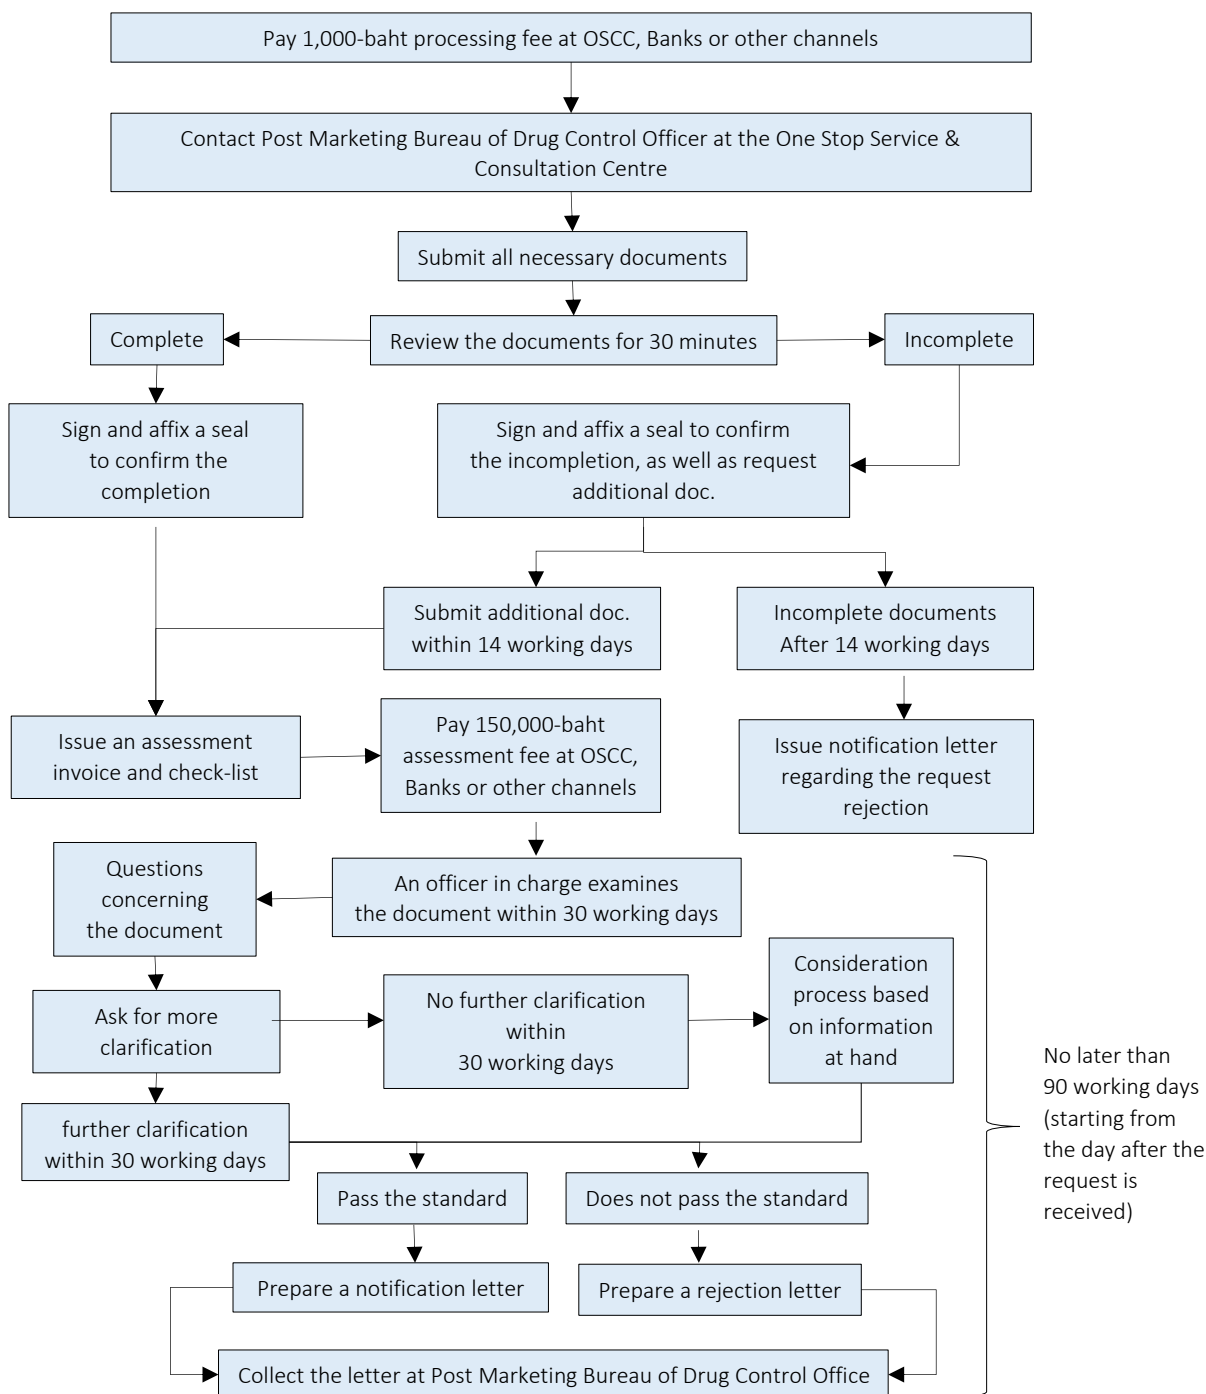 Pay 1,000-baht processing fee at OSCC, Banks or other channels
Contact Post Marketing Bureau of Drug Control Officer at the One Stop Service &
Consultation Centre
Submit all necessary documents
Complete
Review the documents for 30 minutes
Incomplete
Sign and affix a seal
to confirm the
completion
Sign and affix a seal to confirm
the incompletion, as well as request
additional doc.
Submit additional doc.
within 14 working days
Incomplete documents
After 14 working days
Issue an assessment
invoice and check-list
Pay 150,000-baht
assessment fee at OSCC,
Banks or other channels
Issue notification letter
regarding the request
rejection
Questions
concerning
the document
An officer in charge examines
the document within 30 working days
Ask for more
clarification
No further clarification
within
30 working days
Consideration
process based
on information
at hand
No later than
90 working days
(starting from
the day after the
request is
received)
further clarification
within 30 working days
Pass the standard
Does not pass the standard
Prepare a notification letter
Prepare a rejection letter
Collect the letter at Post Marketing Bureau of Drug Control Office